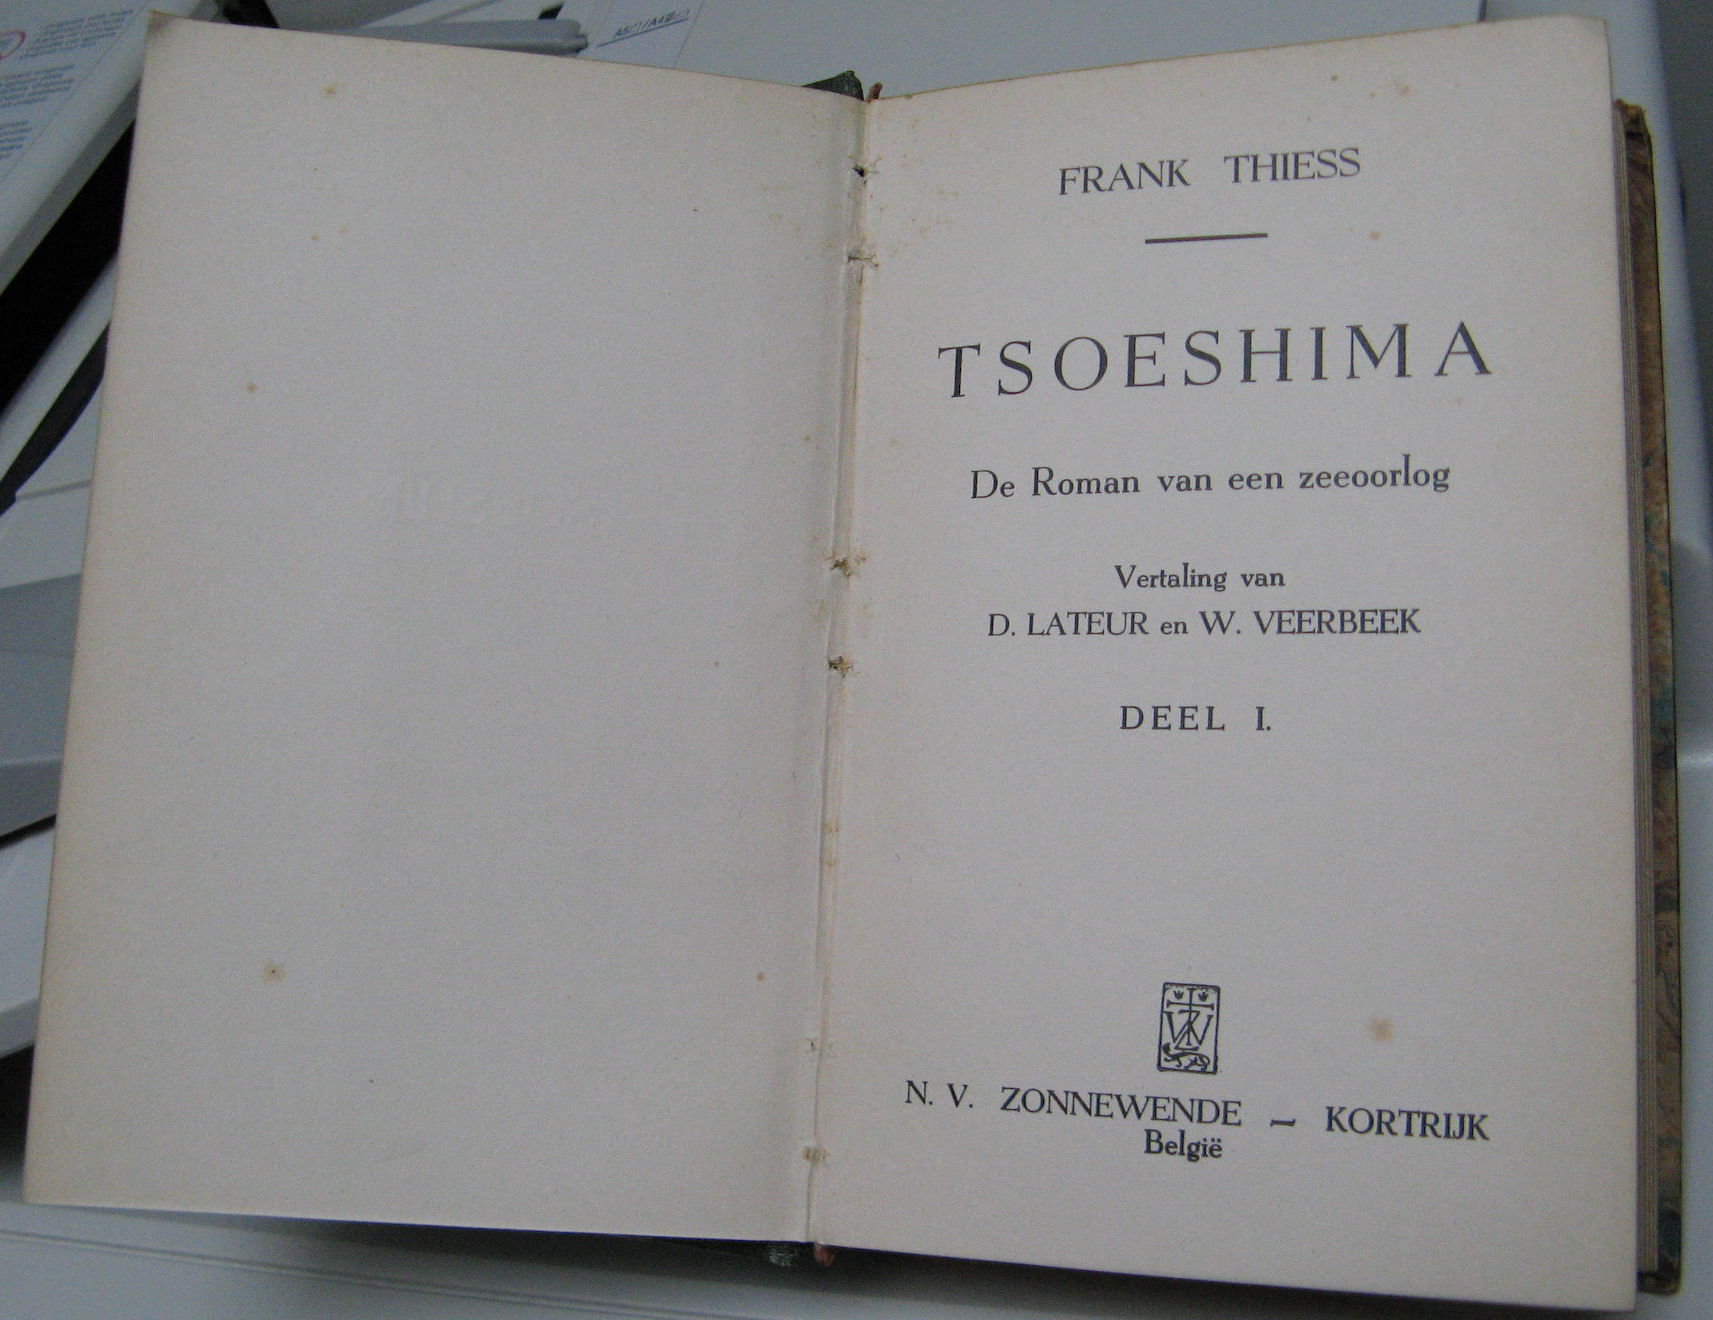 FRANK THIESS
TSOESHIMA
De Roman van een zeeoorlog
Vertaling van
D. LATEUR en W. VEERBEEK
DEEL I.
N. V. ZONNEWENDE — KORTRIJK
België